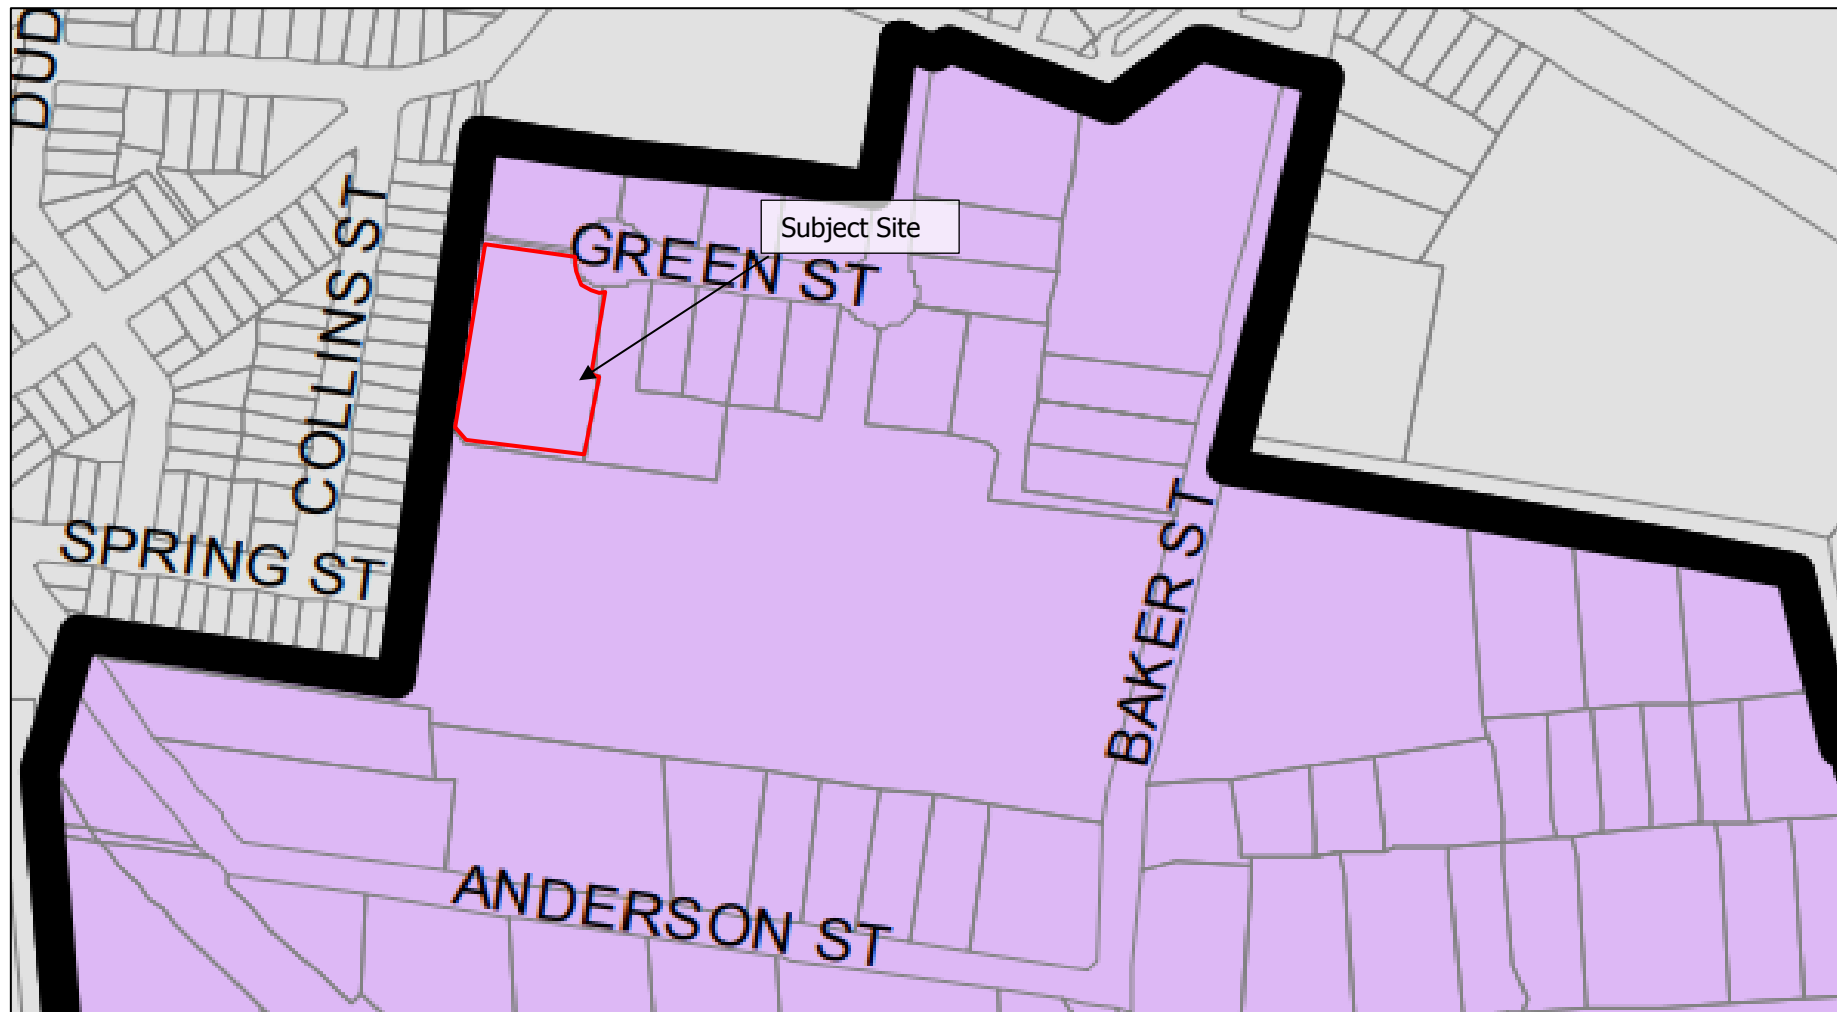 DUD
Subject Site
GREEN ST
COLLINS ST
SPRING ST
BAKER ST
ANDERSON ST